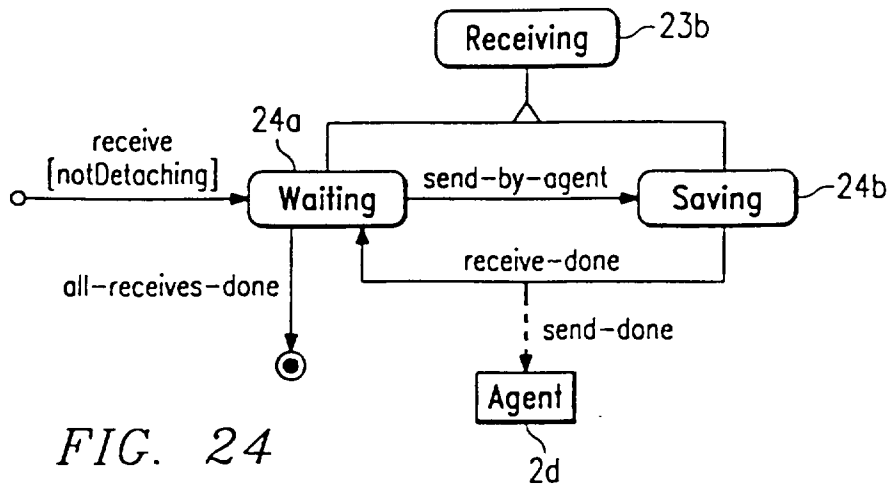 Receiving
23b
24a
receive
[notDetaching]
Waiting
send-by-agent
Saving
24b
receive-done
all-receives-done
send-done
Agent
FIG. 24
2d